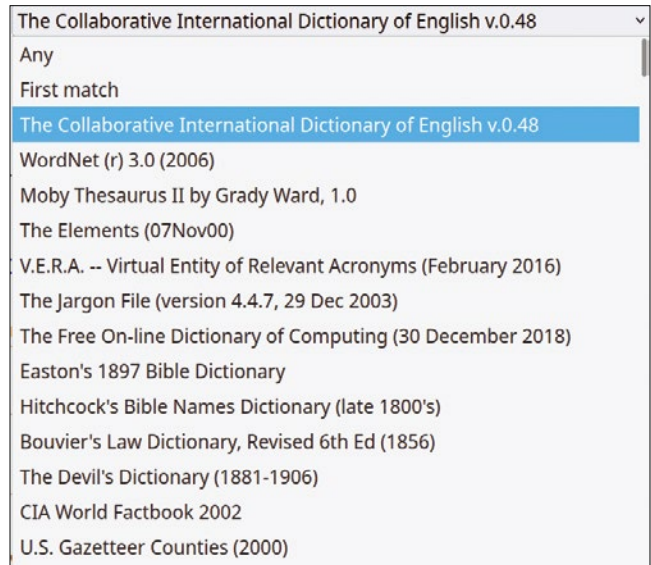 The Collaborative International Dictionary of English v.0.48
Any
First match
The Collaborative International Dictionary of English v.0.48
WordNet (r) 3.0 (2006)
Moby Thesaurus II by Grady Ward, 1.0
The Elements (07Nov00)
V.E.R.A. -- Virtual Entity of Relevant Acronyms (February 2016)
The Jargon File (version 4.4.7, 29 Dec 2003)
The Free On-line Dictionary of Computing (30 December 2018)
Easton's 1897 Bible Dictionary
Hitchcock's Bible Names Dictionary (late 1800's)
Bouvier's Law Dictionary, Revised 6th Ed (1856)
The Devil's Dictionary (1881-1906)
CIA World Factbook 2002
U.S. Gazetteer Counties (2000)